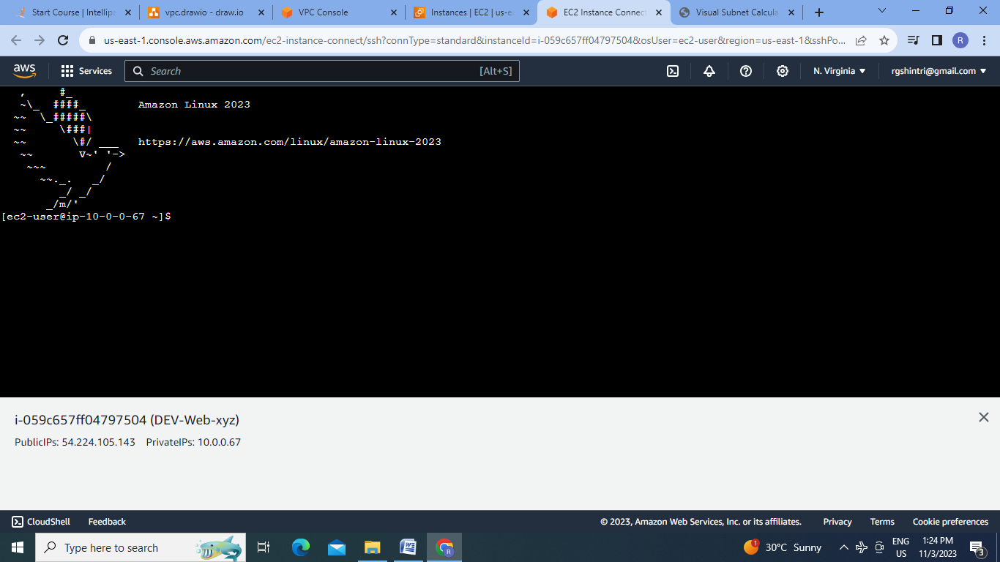 Start Course | Intellipa
vpc.drawio - draw.io
VPC Console
Instances | EC2 | us-e
EC2 Instance Connect
Visual Subnet Calcula
us-east-1.console.aws.amazon.com/ec2-instance-connect/ssh?connType=standard&instanceId=i-059c657ff04797504&osUser=ec2-user&region=us-east-1&sshPo...
R
aws
Services
Search
[Alt+S]
N. Virginia
rgshintri@gmail.com
   ,     #_
   ~\_  ####_        Amazon Linux 2023
  ~~  \_#####\
  ~~     \###|
  ~~       \#/ ___   https://aws.amazon.com/linux/amazon-linux-2023
   ~~       V~' '->
    ~~~         /
      ~~._.   _/
         _/ _/
       _/m/'
[ec2-user@ip-10-0-0-67 ~]$
i-059c657ff04797504 (DEV-Web-xyz)
PublicIPs: 54.224.105.143 PrivateIPs: 10.0.0.67
CloudShell
Feedback
© 2023, Amazon Web Services, Inc. or its affiliates.
Privacy
Terms
Cookie preferences
Type here to search
R
1
30°C Sunny
ENG
US
1:24 PM
11/3/2023
3